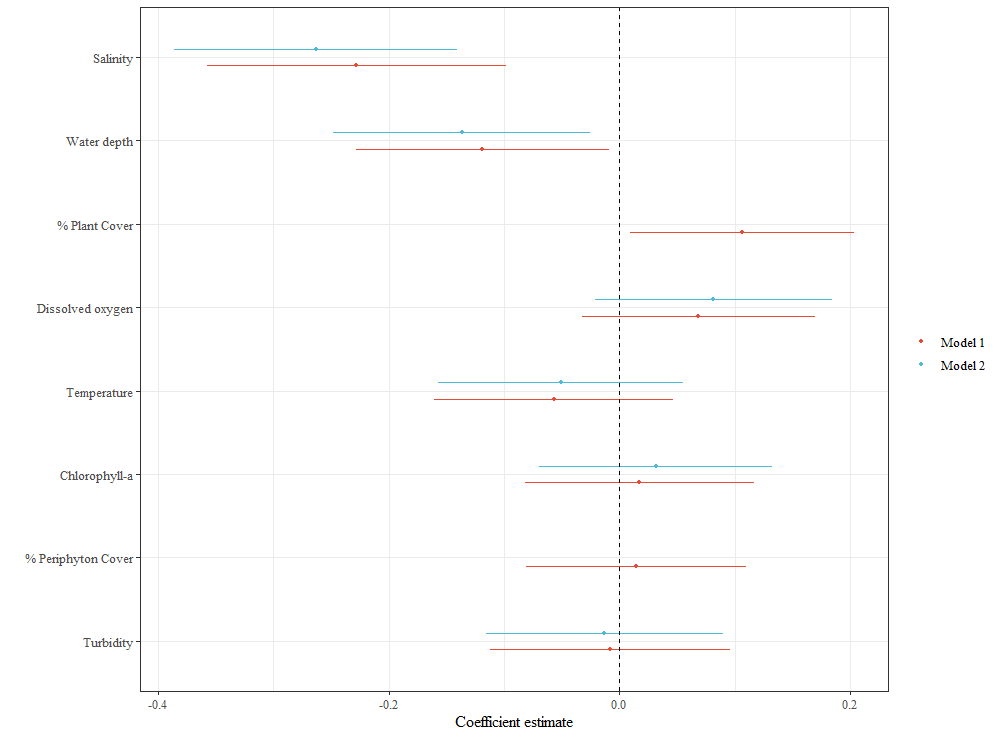 Salinity
Water depth
% Plant Cover
Dissolved oxygen
Temperature
Chlorophyll-a
% Periphyton Cover
Turbidity
-0.4
-0.2
0.0
0.2
Coefficient estimate
Model 1
Model 2